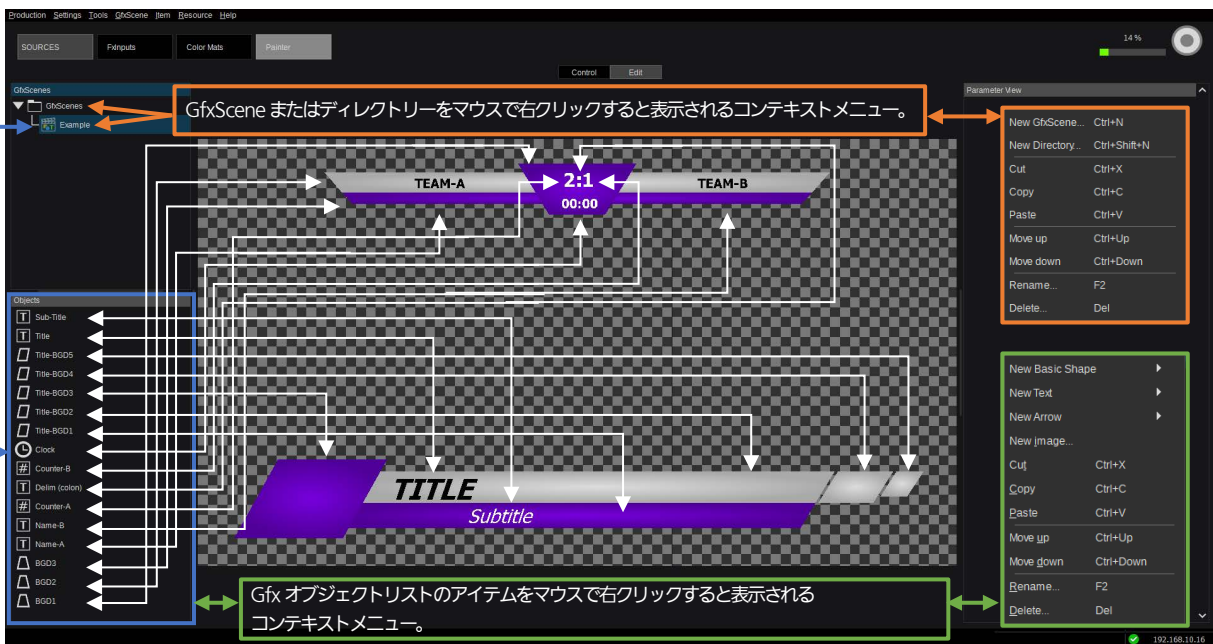 Production Settings Tools GfxScene Item Resource Help
SOURCES FxInputs Color Mats Painter
14 %
Control Edit
GfxScenes
GfxScenes
Example
GfxScene またはディレクトリーをマウスで右クリックすると表示されるコンテキストメニュー。
Parameter View
New GfxScene... Ctrl+N
New Directory... Ctrl+Shift+N
Cut Ctrl+X
Copy Ctrl+C
Paste Ctrl+V
Move up Ctrl+Up
Move down Ctrl+Down
Rename... F2
Delete... Del
TEAM-A 2:1 TEAM-B
00:00
Objects
T Sub-Title
T Title
Title-BGD5
Title-BGD4
Title-BGD3
Title-BGD2
Title-BGD1
Clock
# Counter-B
T Delim (colon)
# Counter-A
T Name-B
T Name-A
BGD3
BGD2
BGD1
TITLE
Subtitle
New Basic Shape
New Text
New Arrow
New image...
Cut Ctrl+X
Copy Ctrl+C
Paste Ctrl+V
Move up Ctrl+Up
Move down Ctrl+Down
Rename... F2
Delete... Del
Gfx オブジェクトリストのアイテムをマウスで右クリックすると表示される
コンテキストメニュー。
192.168.10.16